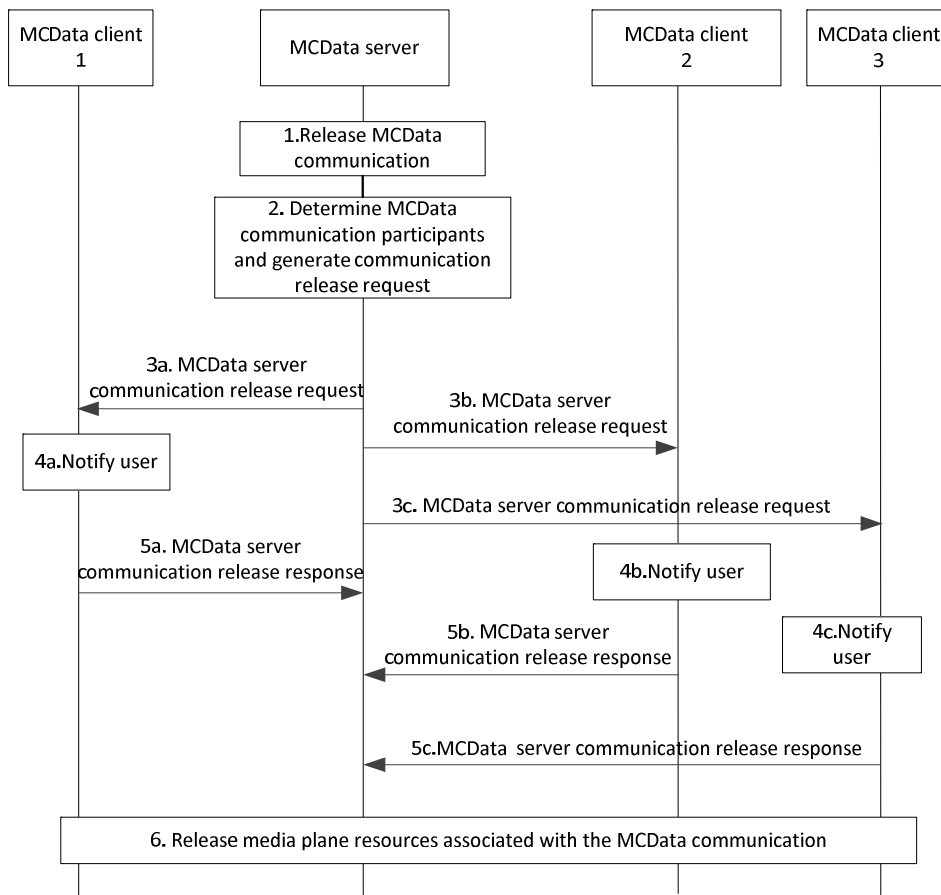 MCData client
1
MCData server
MCData client
2
MCData client
3
1.Release MCData
communication
2. Determine MCData
communication participants
and generate communication
release request
3a. MCData server
communication release request
3b. MCData server
communication release request
4a.Notify user
3c. MCData server communication release request
5a. MCData server
communication release response
4b.Notify user
5b. MCData server
communication release response
4c.Notify
user
5c.MCData server communication release response
6. Release media plane resources associated with the MCData communication